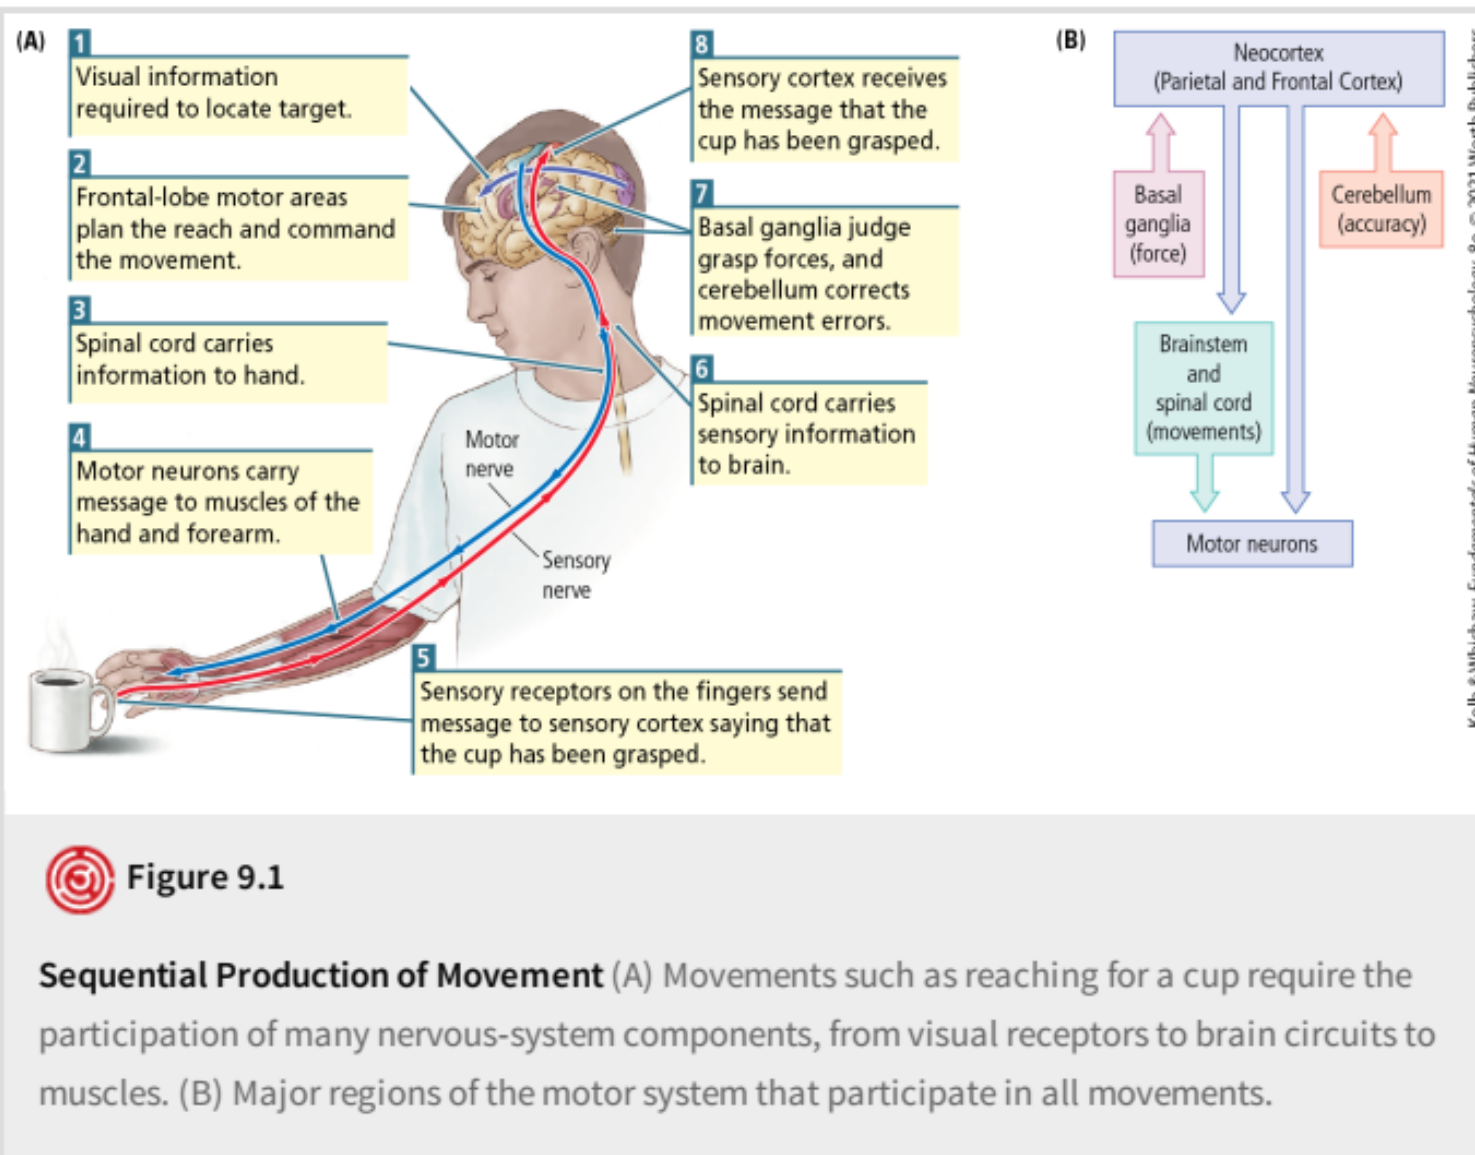 (A)
1
Visual information
required to locate target.
2
Frontal-lobe motor areas
plan the reach and command
the movement.
3
Spinal cord carries
information to hand.
4
Motor neurons carry
message to muscles of the
hand and forearm.
Motor
nerve
Sensory
nerve
5
Sensory receptors on the fingers send
message to sensory cortex saying that
the cup has been grasped.
6
Spinal cord carries
sensory information
to brain.
7
Basal ganglia judge
grasp forces, and
cerebellum corrects
movement errors.
8
Sensory cortex receives
the message that the
cup has been grasped.
(B)
Neocortex
(Parietal and Frontal Cortex)
Basal
ganglia
(force)
Cerebellum
(accuracy)
Brainstem
and
spinal cord
(movements)
Motor neurons
Figure 9.1
Sequential Production of Movement (A) Movements such as reaching for a cup require the
participation of many nervous-system components, from visual receptors to brain circuits to
muscles. (B) Major regions of the motor system that participate in all movements.